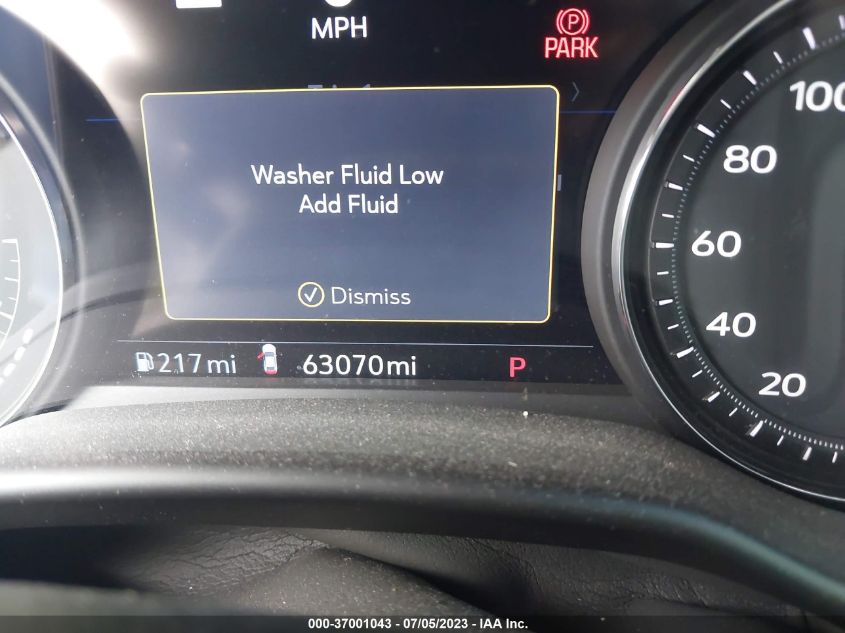 MPH
(P)
PARK
Washer Fluid Low
Add Fluid
Dismiss
217mi
63070mi
P
100
80
60
40
20
000-37001043 / 07/05/2023 - IAA Inc.